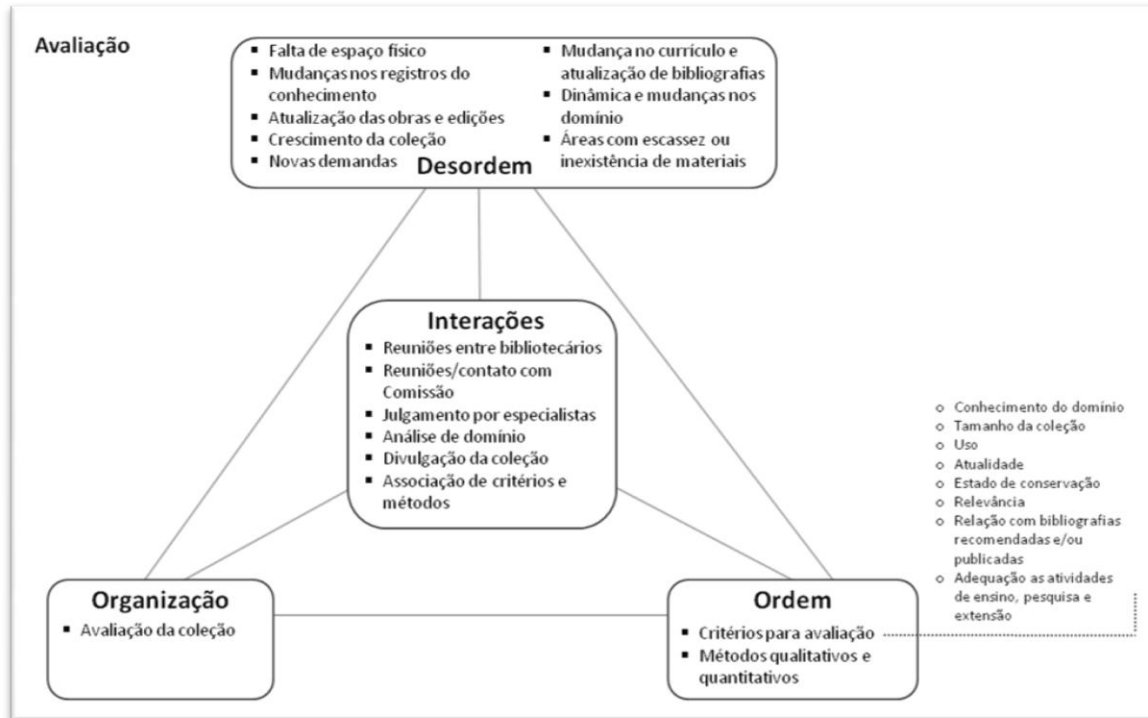 Avaliação
▪ Falta de espaço físico
▪ Mudanças nos registros do
conhecimento
▪ Atualização das obras e edições
▪ Crescimento da coleção
▪ Novas demandas
▪ Mudança no currículo e
atualização de bibliografias
▪ Dinâmica e mudanças nos
domínio
▪ Áreas com escassez ou
inexistência de materiais
Desordem
Interações
▪ Reuniões entre bibliotecários
▪ Reuniões/contato com
Comissão
▪ Julgamento por especialistas
▪ Análise de domínio
▪ Divulgação da coleção
▪ Associação de critérios e
métodos
○ Conhecimento do domínio
○ Tamanho da coleção
○ Uso
○ Atualidade
○ Estado de conservação
○ Relevância
○ Relação com bibliografias
recomendadas e/ou
publicadas
○ Adequação as atividades
de ensino, pesquisa e
extensão
Organização
▪ Avaliação da coleção
Ordem
▪ Critérios para avaliação
▪ Métodos qualitativos e
quantitativos